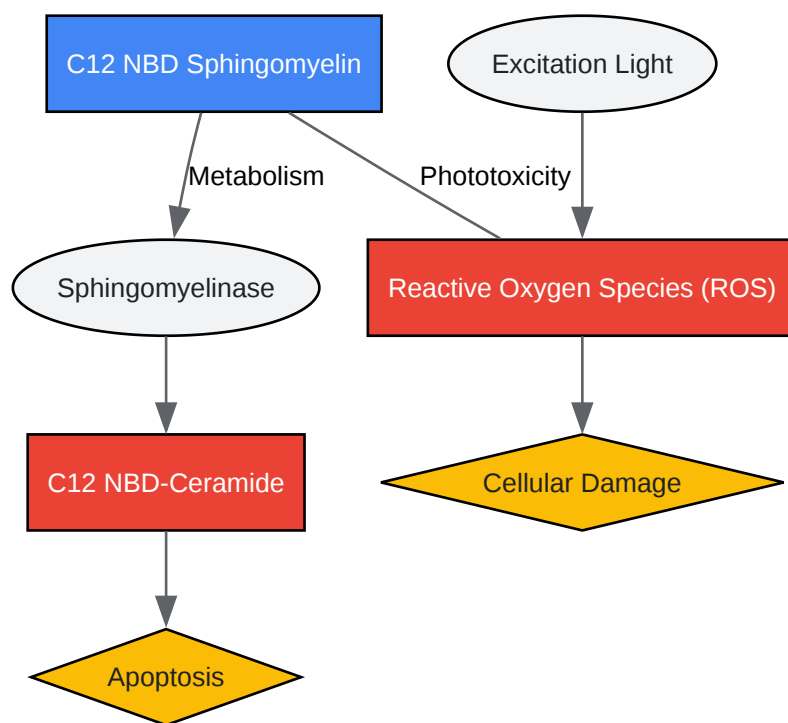 C12 NBD Sphingomyelin
Excitation Light
Metabolism
Phototoxicity
Sphingomyelinase
Reactive Oxygen Species (ROS)
C12 NBD-Ceramide
Cellular Damage
Apoptosis